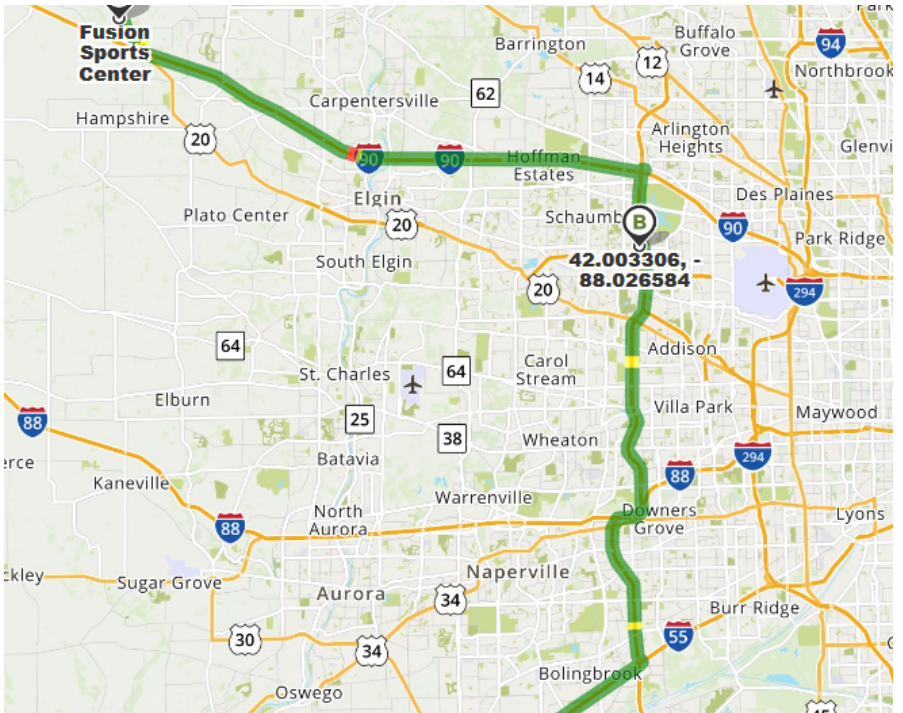 Fusion
Sports
Center
Barrington
Buffalo
Grove
94
Northbrook
14
12
62
Carpentersville
Hampshire
20
Arlington
Heights
90
90
Hoffman
Estates
Elgin
Des Plaines
Plato Center
20
Schaumb
B
90
Park Ridge
South Elgin
42.003306, -
88.026584
20
294
64
Addison
St. Charles
64
Carol
Stream
Elburn
25
Villa Park
Maywood
88
38
Wheaton
294
Batavia
88
Kaneville
Warrenville
North
Aurora
88
Downers
Grove
Lyons
Sugar Grove
Naperville
Aurora
34
Burr Ridge
30
34
55
Bolingbrook
Oswego